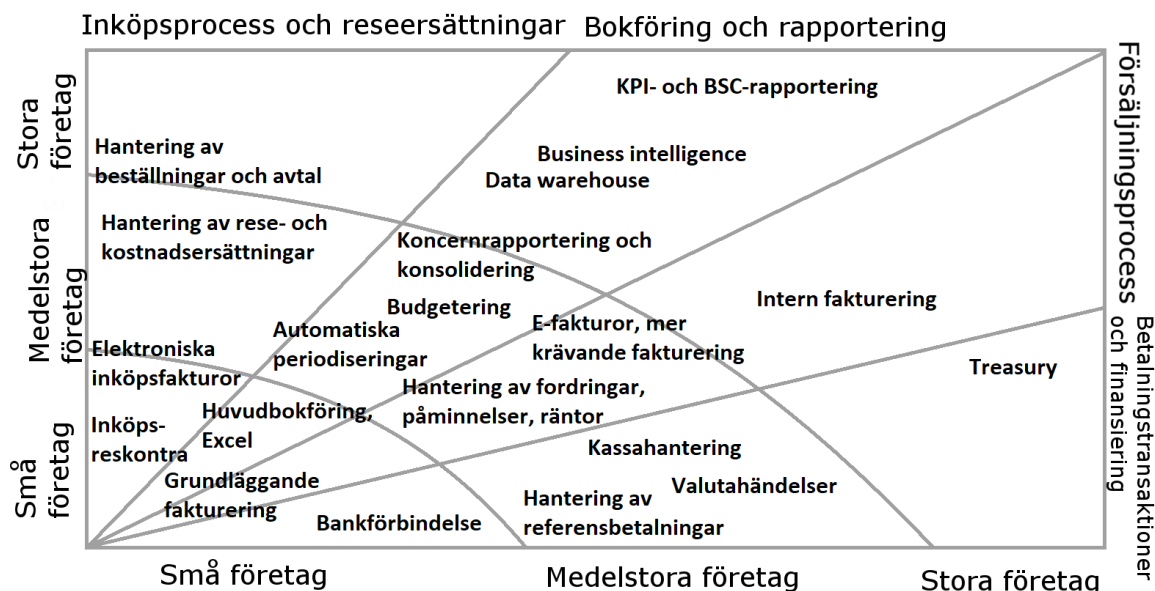 Inköpsprocess och reseersättningar
Bokföring och rapportering
Stora
företag
Medelstora
företag
Små
företag
Försäljningsprocess
Betalningstransaktioner
och finansiering
KPI- och BSC-rapportering
Hantering av
beställningar och avtal
Business intelligence
Data warehouse
Hantering av rese- och
kostnadsersättningar
Koncernrapportering och
konsolidering
Budgetering
Intern fakturering
Automatiska
periodiseringar
E-fakturor, mer
krävande fakturering
Elektroniska
inköpsfakturor
Treasury
Hantering av fordringar,
påminnelser, räntor
Huvudbokföring,
Excel
Inköps-
reskontra
Kassahantering
Grundläggande
fakturering
Valutahändelser
Hantering av
referensbetalningar
Bankförbindelse
Små företag
Medelstora företag
Stora företag